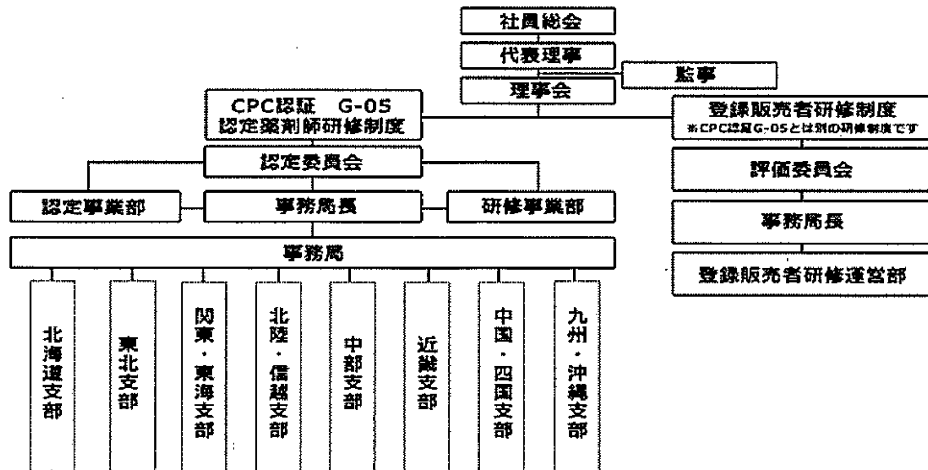 社員総会
代表理事
監事
理事会
CPC認証　G-05
認定薬剤師研修制度
登録販売者研修制度
※CPC認証G-05とは別の研修制度です
認定委員会
評価委員会
認定事業部
事務局長
研修事業部
事務局長
事務局
登録販売者研修運営部
北海道支部
東北支部
関東・東海支部
北陸・信越支部
中部支部
近畿支部
中国・四国支部
九州・沖縄支部